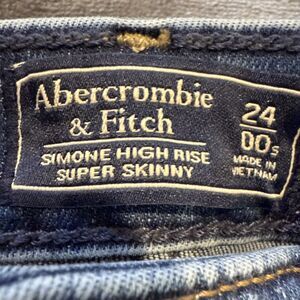 Abercrombie
& Fitch
SIMONE HIGH RISE
SUPER SKINNY
24
00s
MADE IN
VIETNAM